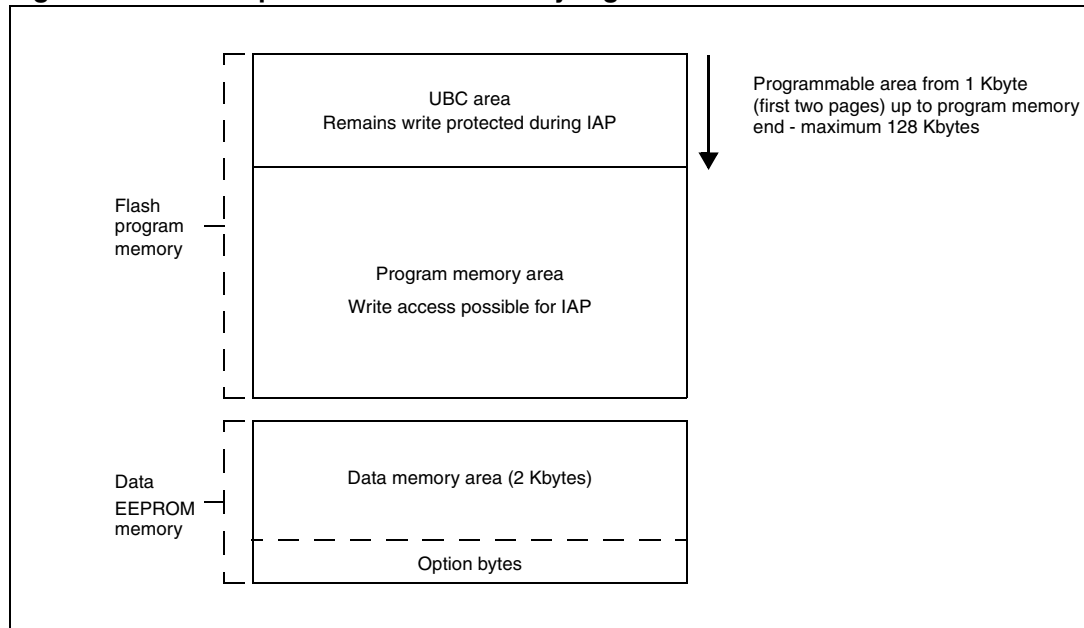 UBC area
Remains write protected during IAP
Programmable area from 1 Kbyte
(first two pages) up to program memory
end - maximum 128 Kbytes
Flash
program
memory
Program memory area
Write access possible for IAP
Data
EEPROM
memory
Data memory area (2 Kbytes)
Option bytes